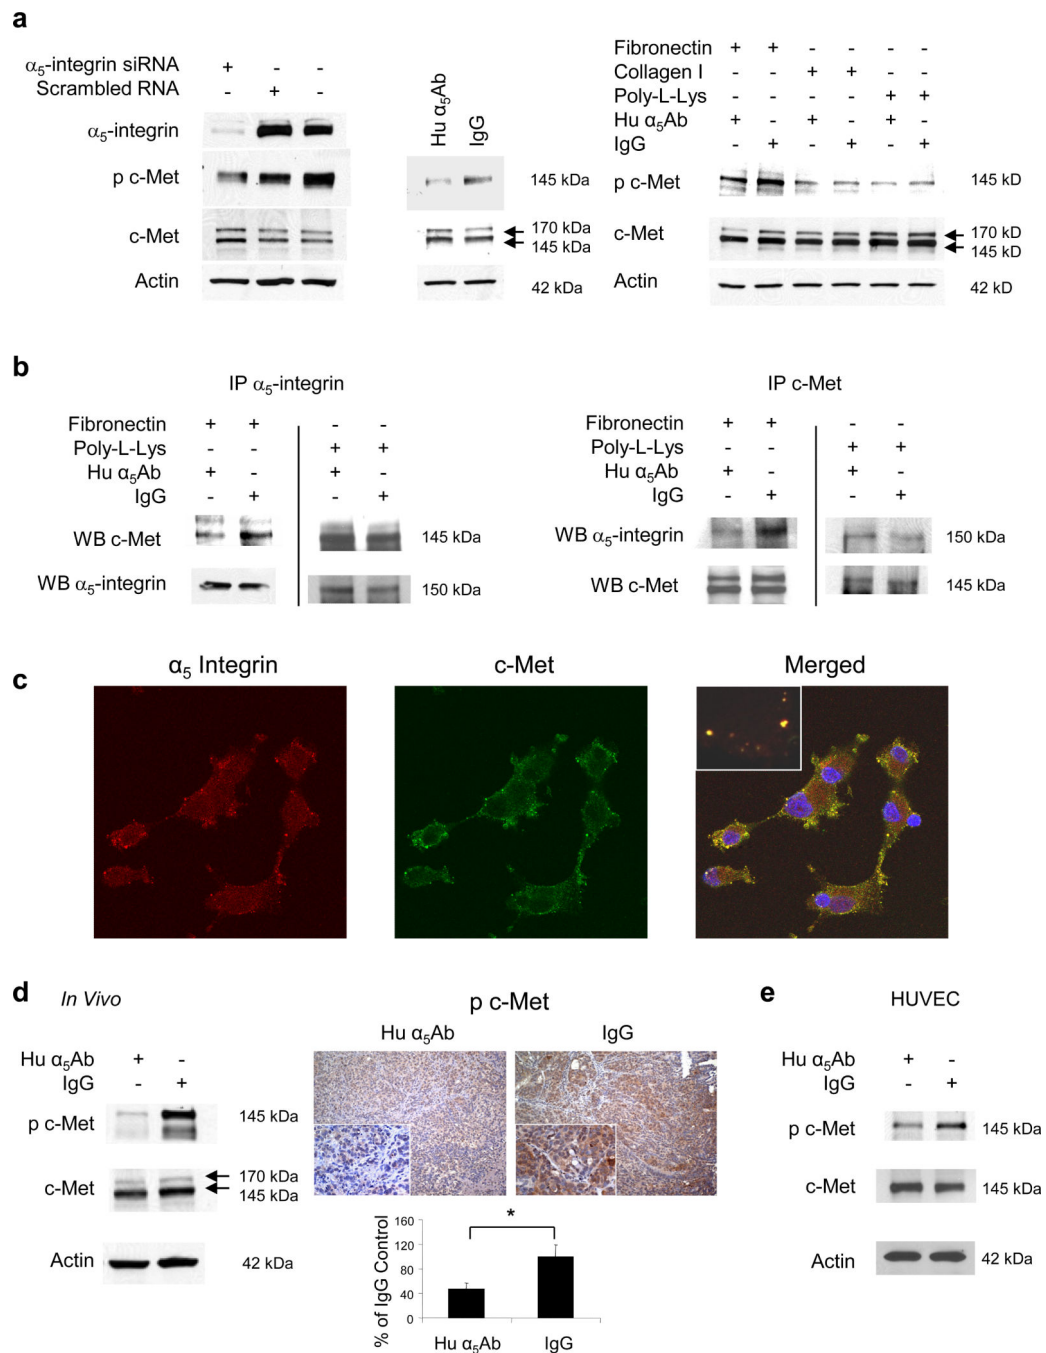 a
α5-integrin siRNA + - -
Scrambled RNA - + -
α5-integrin
p c-Met
c-Met
Actin
Hu α5Ab
IgG
145 kDa
170 kDa
145 kDa
42 kDa
Fibronectin + + - - - -
Collagen I - - + + - -
Poly-L-Lys - - - - + +
Hu α5Ab + - + - + -
IgG - + - + - +
p c-Met 145 kD
c-Met 170 kD
145 kD
Actin 42 kD
b
IP α5-integrin
Fibronectin + + - -
Poly-L-Lys - - + +
Hu α5Ab + - + -
IgG - + - +
WB c-Met 145 kDa
WB α5-integrin 150 kDa
IP c-Met
Fibronectin + + - -
Poly-L-Lys - - + +
Hu α5Ab + - + -
IgG - + - +
WB α5-integrin 150 kDa
WB c-Met 145 kDa
c
α5 Integrin
c-Met
Merged
d In Vivo
Hu α5Ab + -
IgG - +
p c-Met 145 kDa
c-Met 170 kDa
145 kDa
Actin 42 kDa
p c-Met
Hu α5Ab
IgG
% of IgG Control
160
120
80
40
0
*
Hu α5Ab
IgG
e
HUVEC
Hu α5Ab + -
IgG - +
p c-Met 145 kDa
c-Met 145 kDa
Actin 42 kDa